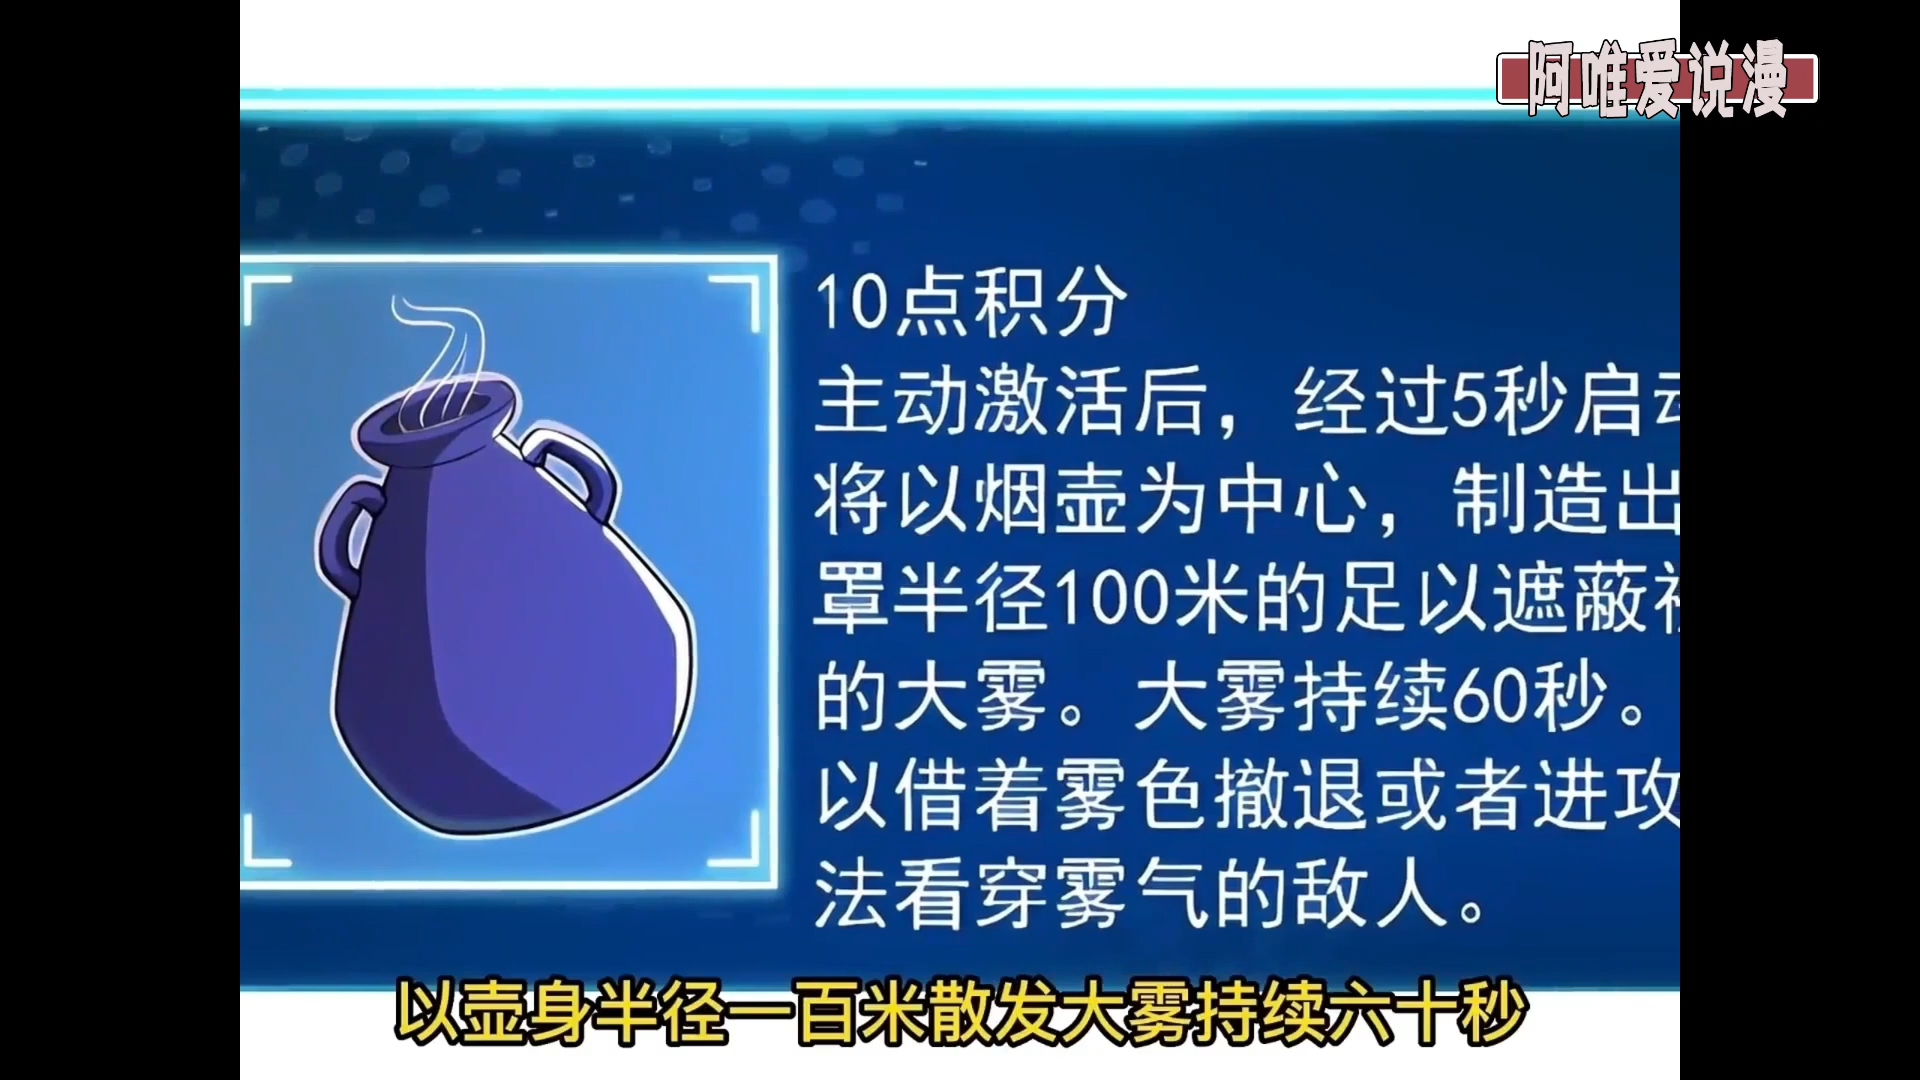 阿唯爱说漫
10点积分
主动激活后，经过5秒启
将以烟壶为中心，制造出
罩半径100米的足以遮蔽
的大雾。大雾持续60秒。
以借着雾色撤退或者进攻
法看穿雾气的敌人。
以壶身半径一百米散发大雾持续六十秒